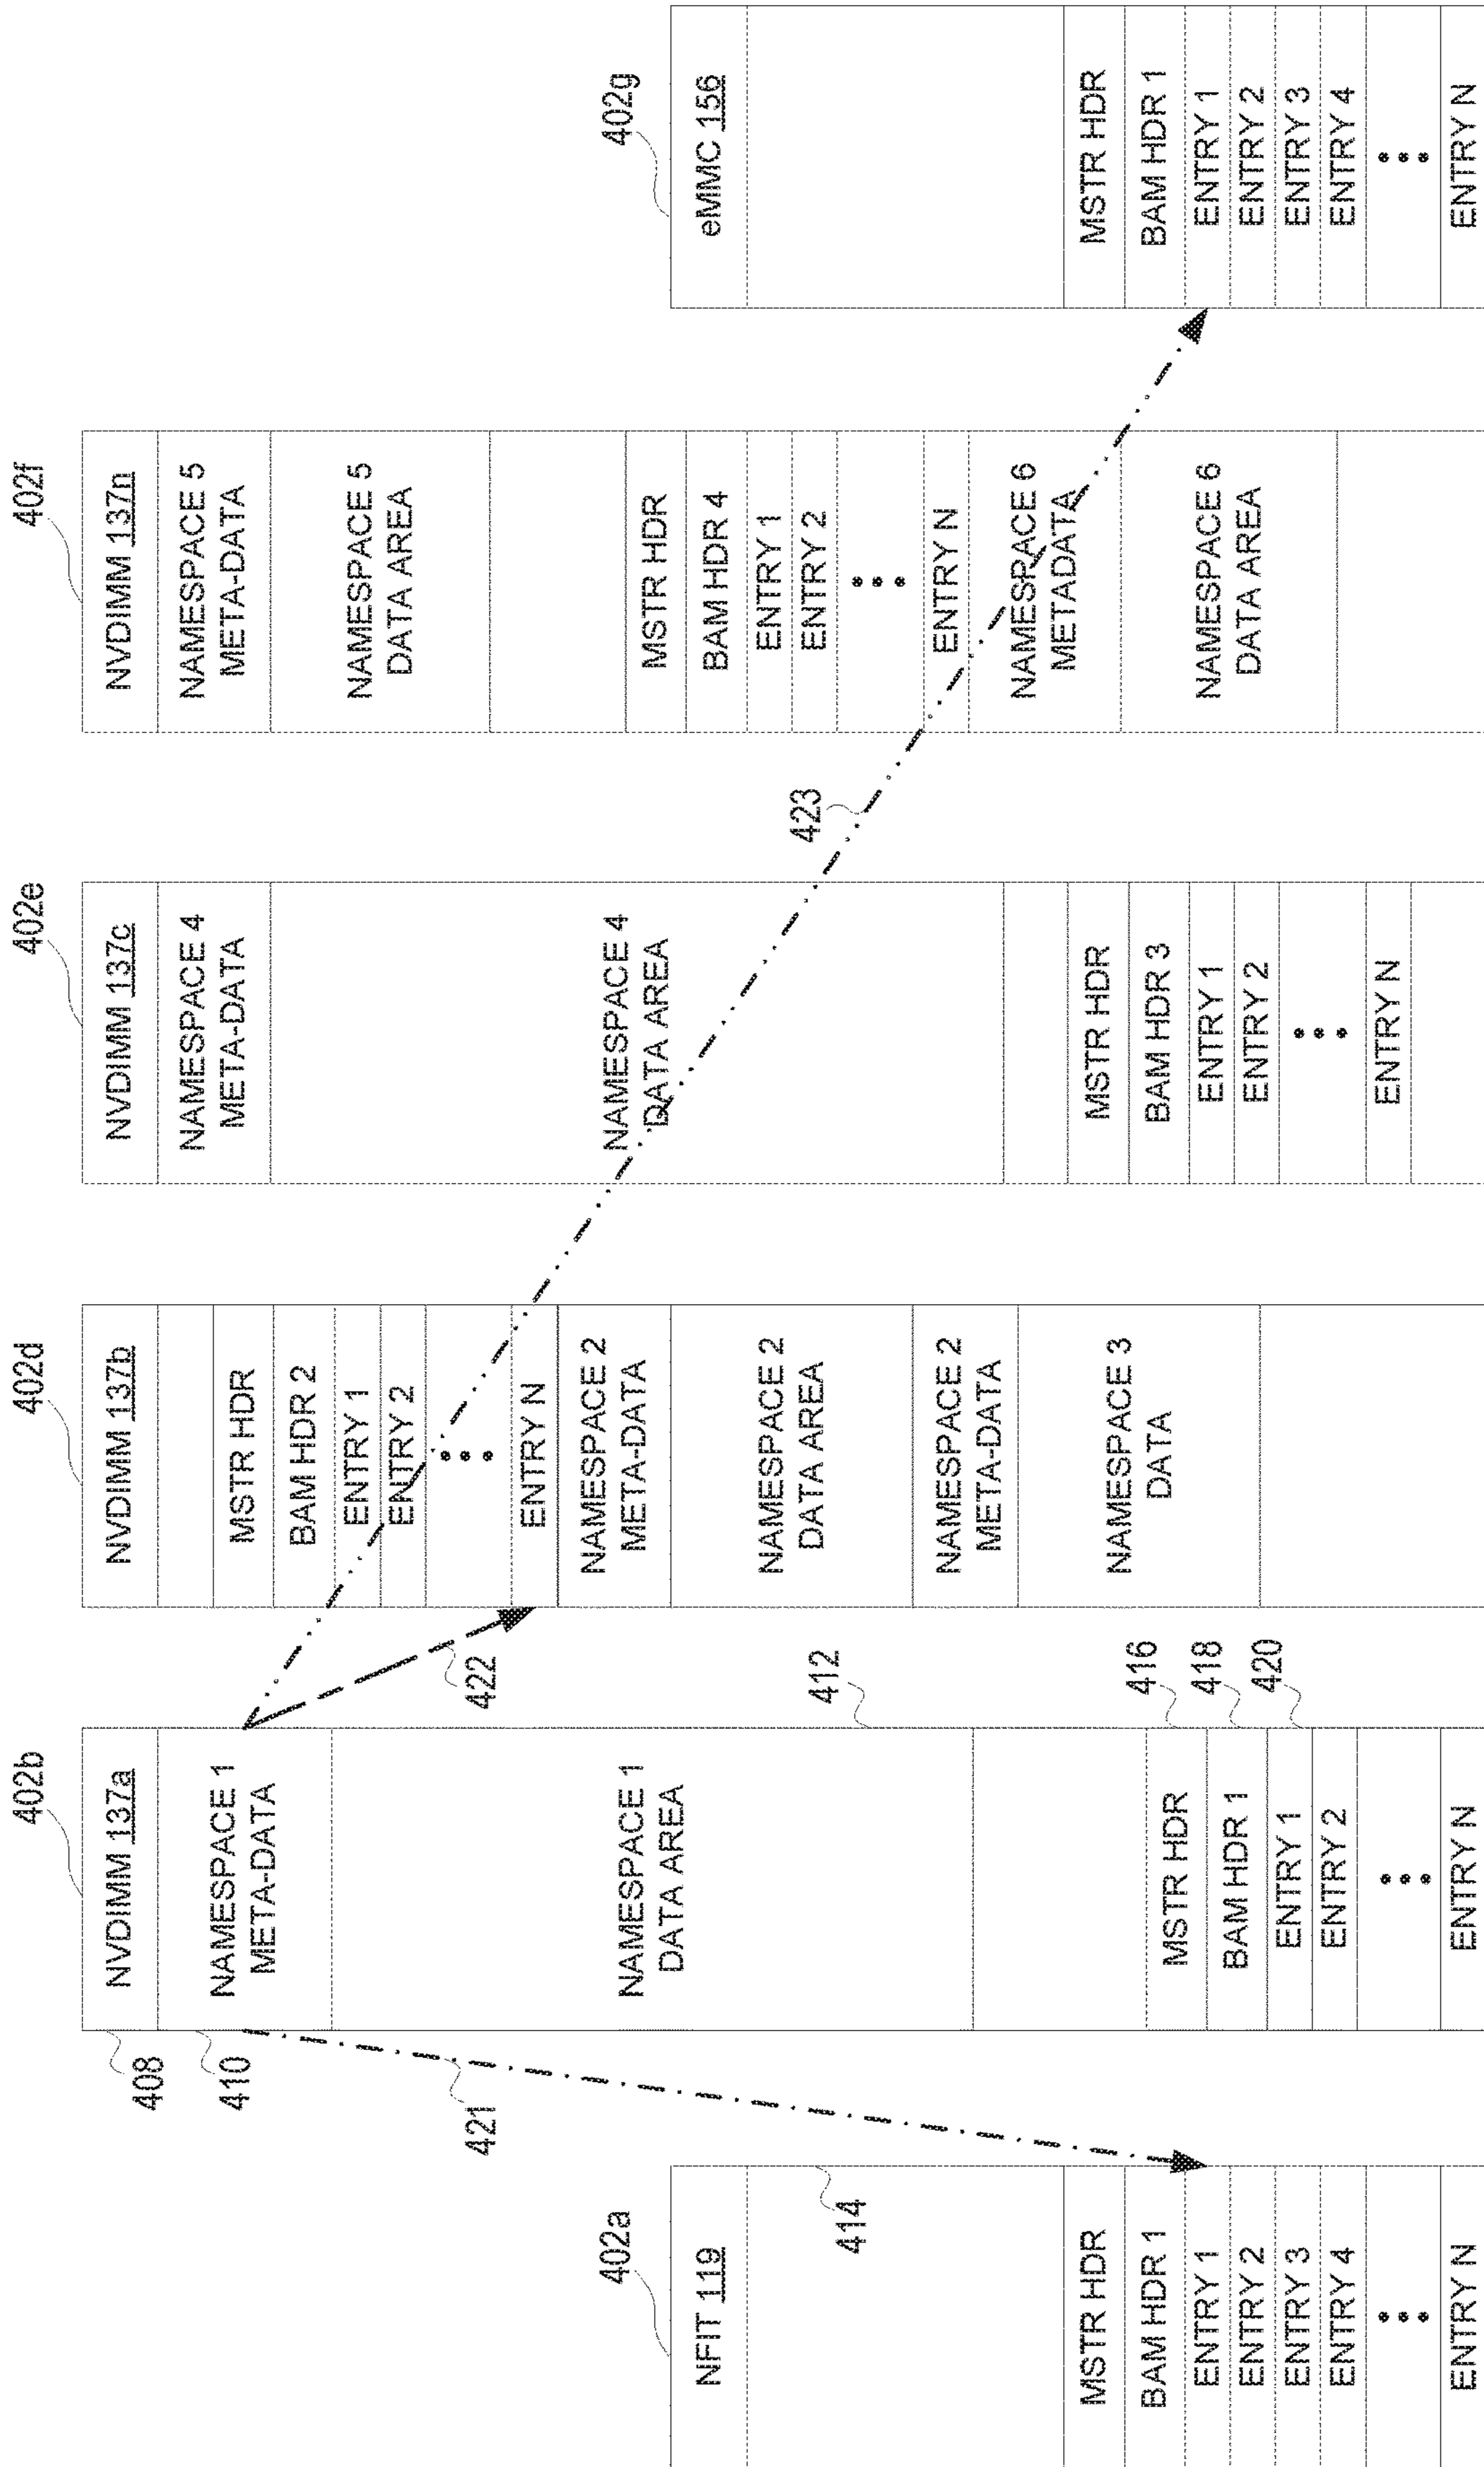 402a
NFIT 119
414
MSTR HDR
BAM HDR 1
ENTRY 1
ENTRY 2
ENTRY 3
ENTRY 4
•••
ENTRY N
408
410
421
402b
NVDIMM 137a
NAMESPACE 1
META-DATA
NAMESPACE 1
DATA AREA
MSTR HDR
BAM HDR 1
ENTRY 1
ENTRY 2
•••
ENTRY N
422
412
416
418
420
402d
NVDIMM 137b
MSTR HDR
BAM HDR 2
ENTRY 1
ENTRY 2
•••
ENTRY N
NAMESPACE 2
META-DATA
NAMESPACE 2
DATA AREA
NAMESPACE 2
META-DATA
NAMESPACE 3
DATA
402e
NVDIMM 137c
NAMESPACE 4
META-DATA
NAMESPACE 4
DATA AREA
MSTR HDR
BAM HDR 3
ENTRY 1
ENTRY 2
•••
ENTRY N
423
402f
NVDIMM 137n
NAMESPACE 5
META-DATA
NAMESPACE 5
DATA AREA
MSTR HDR
BAM HDR 4
ENTRY 1
ENTRY 2
•••
ENTRY N
NAMESPACE 6
METADATA
NAMESPACE 6
DATA AREA
402g
eMMC 156
MSTR HDR
BAM HDR 1
ENTRY 1
ENTRY 2
ENTRY 3
ENTRY 4
•••
ENTRY N